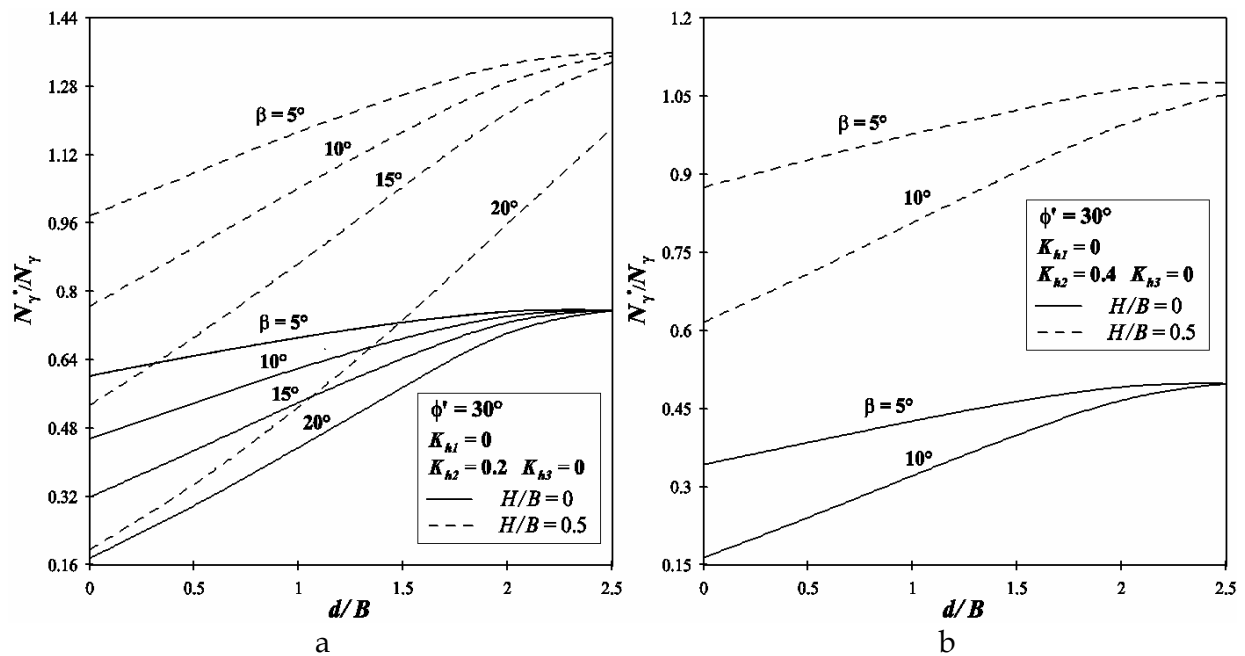 1.44
1.28
1.12
0.96
0.8
0.64
0.48
0.32
0.16
Nγ*/Nγ
β = 5°
10°
15°
20°
β = 5°
10°
15°
20°
ϕ' = 30°
Kh1 = 0
Kh2 = 0.2 Kh3 = 0
H/B = 0
H/B = 0.5
0 0.5 1 1.5 2 2.5
d/B
a
1.2
1.05
0.9
0.75
0.6
0.45
0.3
0.15
Nγ*/Nγ
β = 5°
10°
ϕ' = 30°
Kh1 = 0
Kh2 = 0.4 Kh3 = 0
H/B = 0
H/B = 0.5
β = 5°
10°
0 0.5 1 1.5 2 2.5
d/B
b